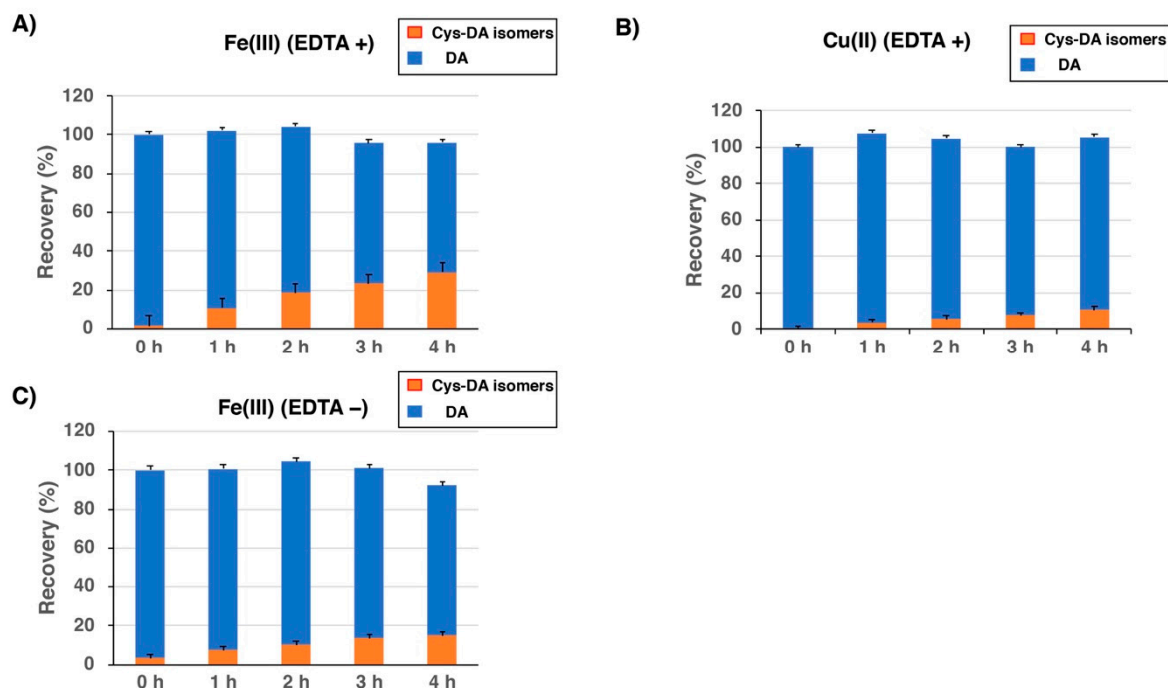 A)
Fe(III) (EDTA +)
Cys-DA isomers
DA
Recovery (%)
120
100
80
60
40
20
0
0 h 1 h 2 h 3 h 4 h
B)
Cu(II) (EDTA +)
Cys-DA isomers
DA
Recovery (%)
120
100
80
60
40
20
0
0 h 1 h 2 h 3 h 4 h
C)
Fe(III) (EDTA –)
Cys-DA isomers
DA
Recovery (%)
120
100
80
60
40
20
0
0 h 1 h 2 h 3 h 4 h